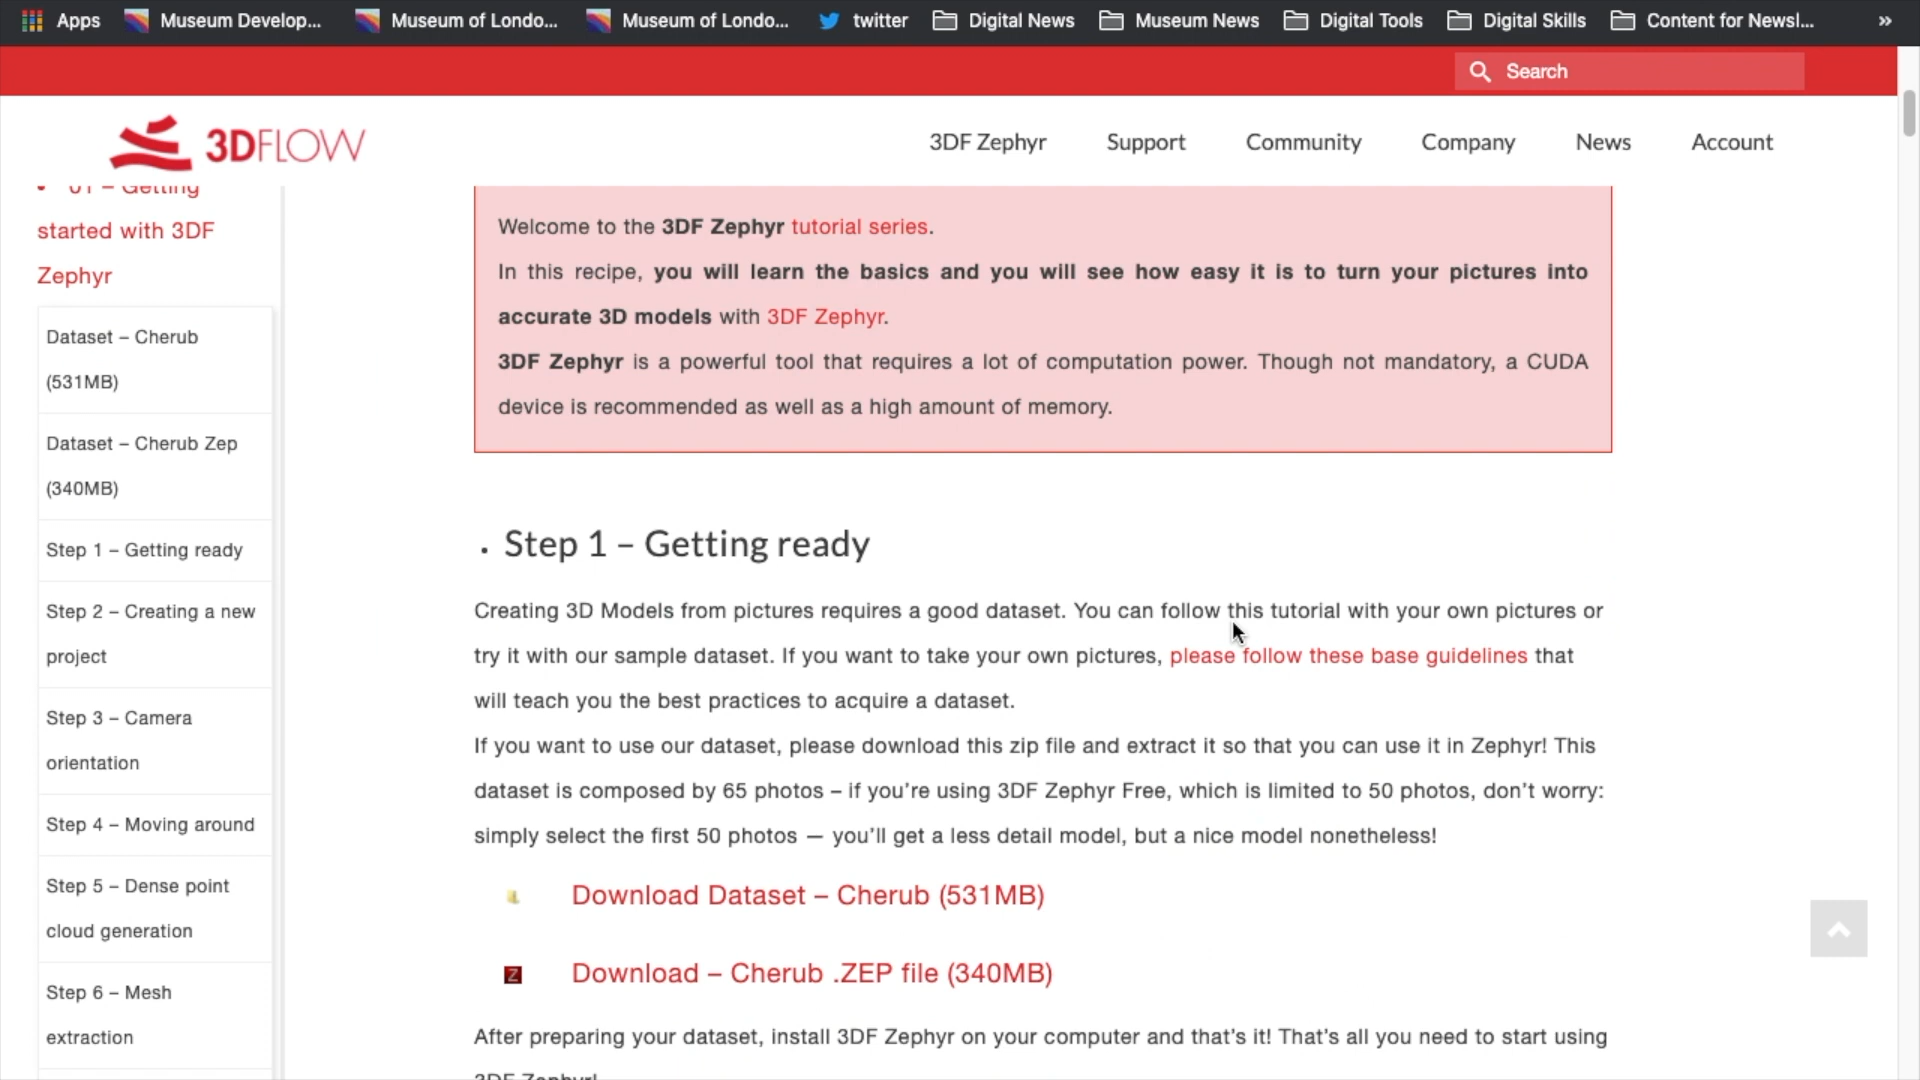 Apps Museum Develop... Museum of Londo... Museum of Londo... twitter Digital News Museum News Digital Tools Digital Skills Content for Newsl... »
Search
3DFLOW
3DF Zephyr Support Community Company News Account
• 01 – Getting
started with 3DF
Zephyr
Dataset – Cherub
(531MB)
Dataset – Cherub Zep
(340MB)
Step 1 – Getting ready
Step 2 – Creating a new
project
Step 3 – Camera
orientation
Step 4 – Moving around
Step 5 – Dense point
cloud generation
Step 6 – Mesh
extraction
Welcome to the 3DF Zephyr tutorial series.
In this recipe, you will learn the basics and you will see how easy it is to turn your pictures into
accurate 3D models with 3DF Zephyr.
3DF Zephyr is a powerful tool that requires a lot of computation power. Though not mandatory, a CUDA
device is recommended as well as a high amount of memory.
• Step 1 – Getting ready
Creating 3D Models from pictures requires a good dataset. You can follow this tutorial with your own pictures or
try it with our sample dataset. If you want to take your own pictures, please follow these base guidelines that
will teach you the best practices to acquire a dataset.
If you want to use our dataset, please download this zip file and extract it so that you can use it in Zephyr! This
dataset is composed by 65 photos – if you’re using 3DF Zephyr Free, which is limited to 50 photos, don’t worry:
simply select the first 50 photos — you’ll get a less detail model, but a nice model nonetheless!
Download Dataset – Cherub (531MB)
Z Download – Cherub .ZEP file (340MB)
After preparing your dataset, install 3DF Zephyr on your computer and that’s it! That’s all you need to start using
3DF Zephyr!